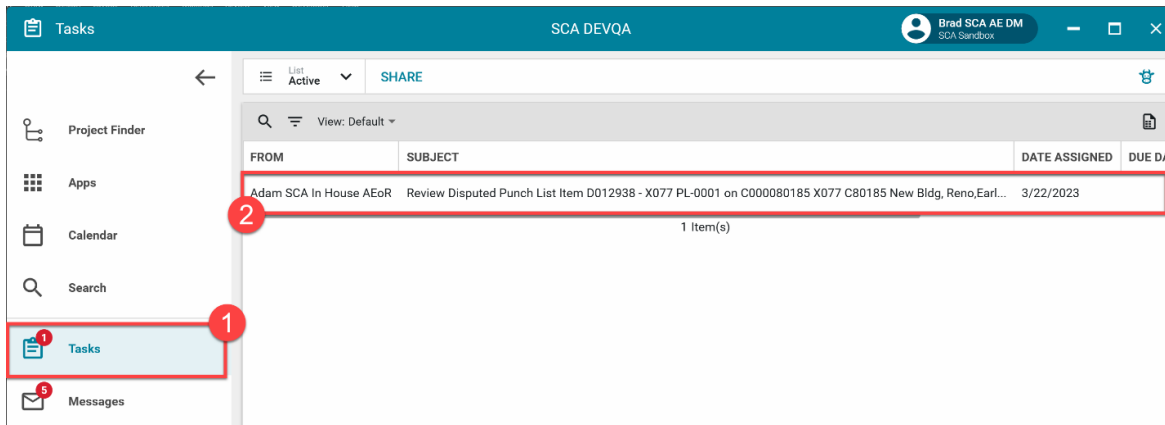 Tasks
SCA DEVQA
Brad SCA AE DM
SCA Sandbox
List
Active
SHARE
Project Finder
View: Default
FROM
SUBJECT
DATE ASSIGNED
DUE DA
Apps
Adam SCA In House AEoR
Review Disputed Punch List Item D012938 - X077 PL-0001 on C000080185 X077 C80185 New Bldg, Reno,Earl...
3/22/2023
2
1 Item(s)
Calendar
Search
1
1
Tasks
5
Messages